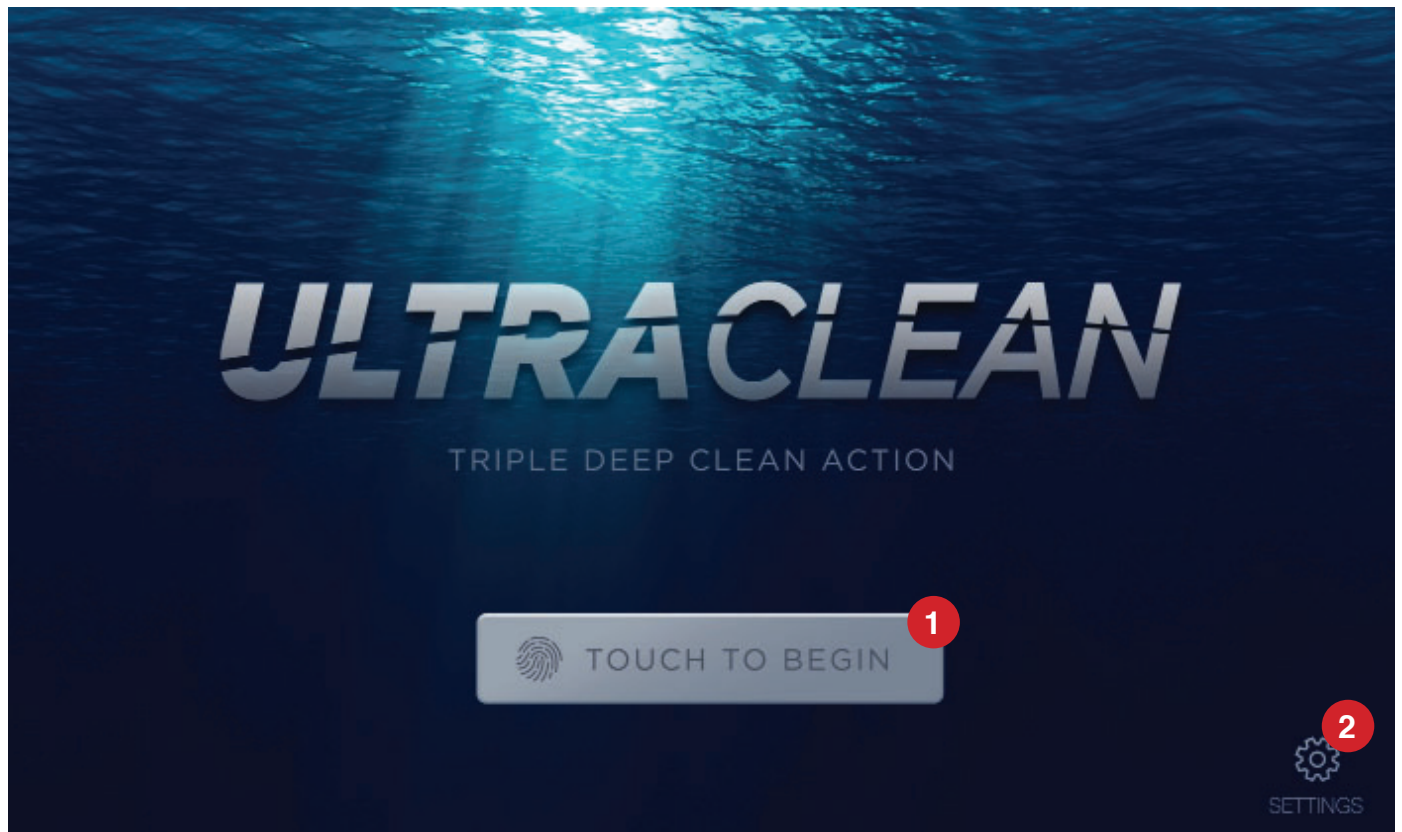 ULTRACLEAN
TRIPLE DEEP CLEAN ACTION
1
TOUCH TO BEGIN
2
SETTINGS